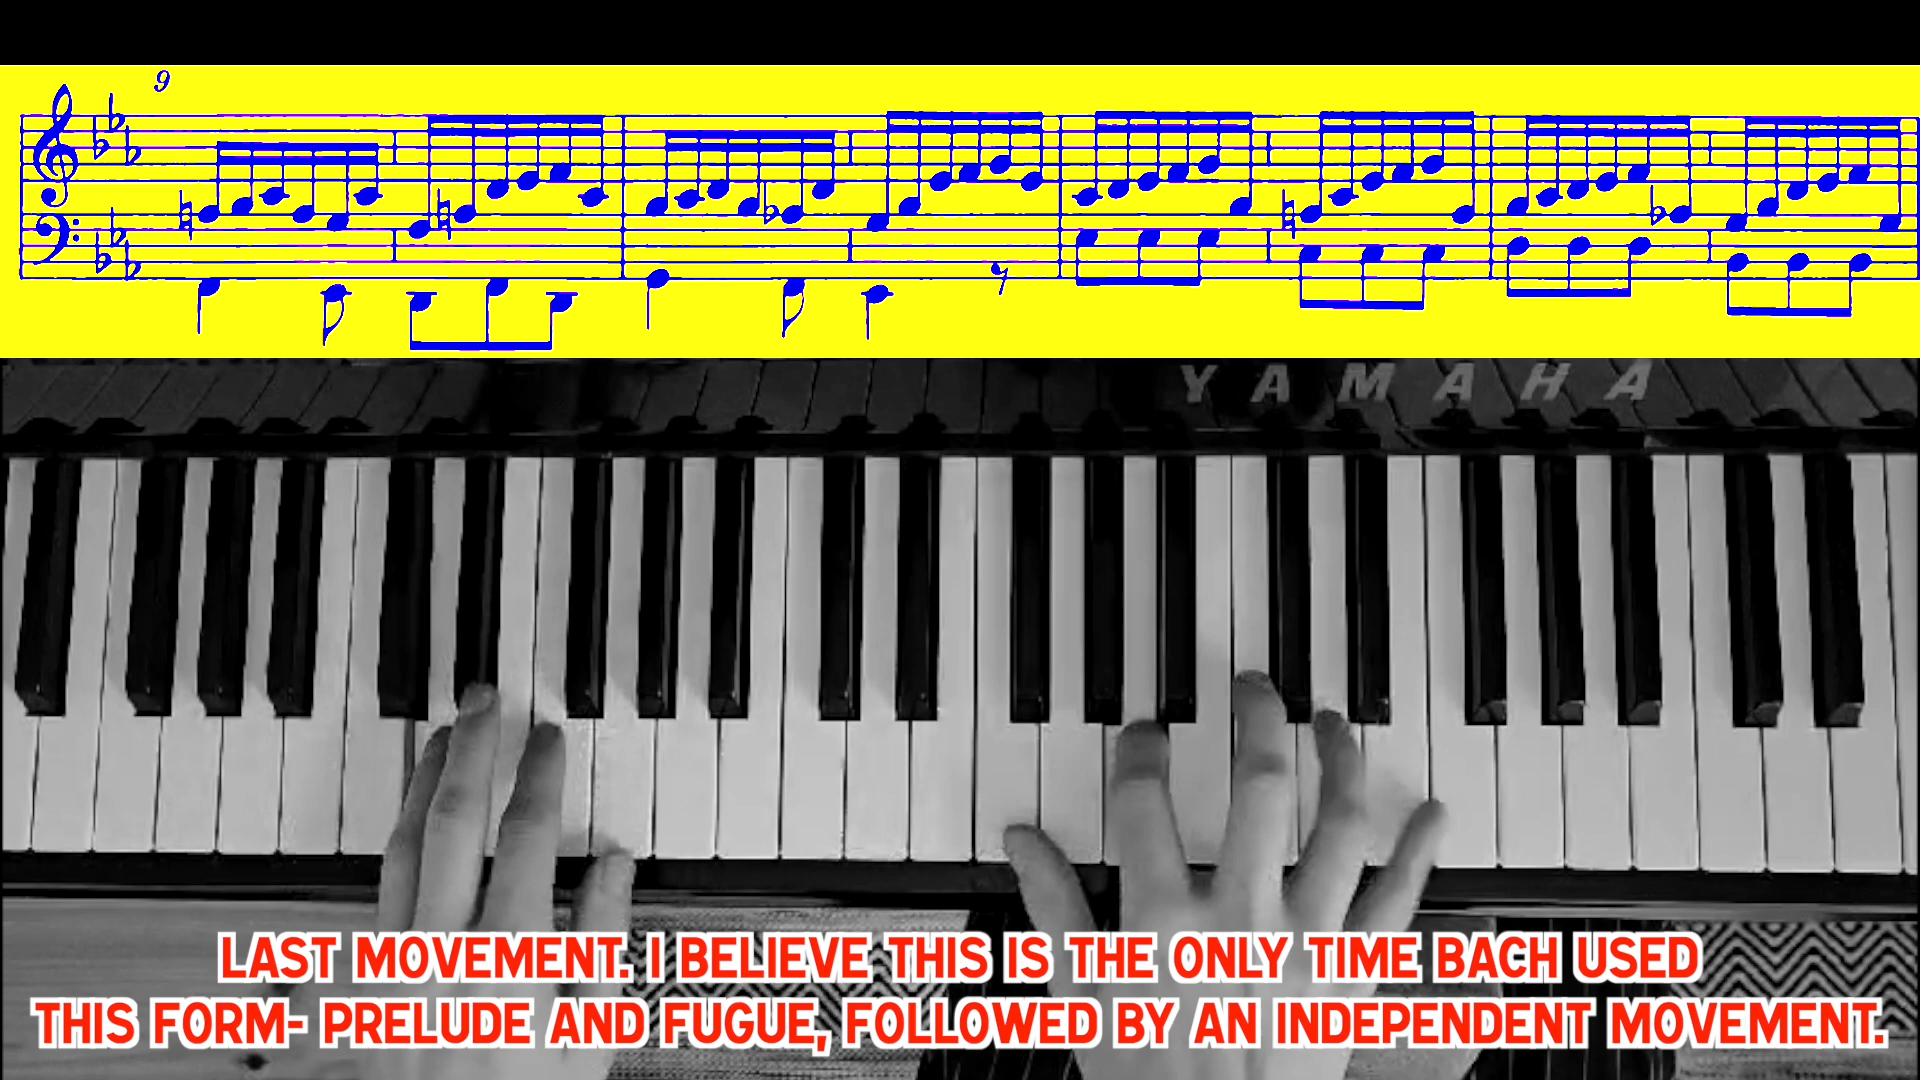 9
YAMAHA
LAST MOVEMENT. I BELIEVE THIS IS THE ONLY TIME BACH USED
THIS FORM- PRELUDE AND FUGUE, FOLLOWED BY AN INDEPENDENT MOVEMENT.